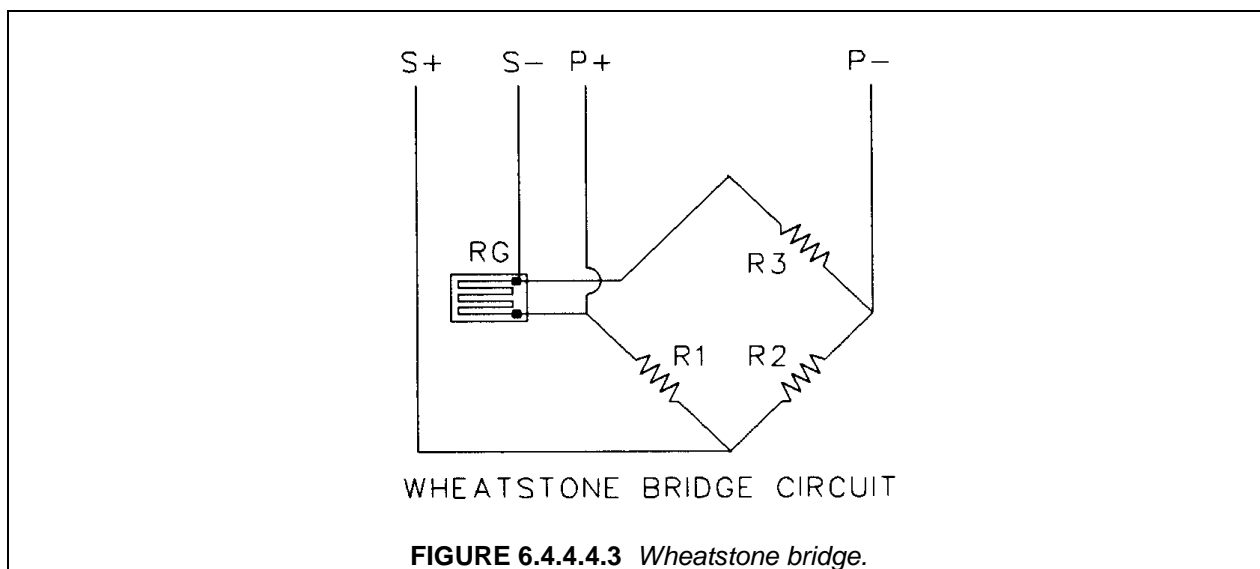 S+ S- P+ P-
RG
R3
R1 R2
WHEATSTONE BRIDGE CIRCUIT
FIGURE 6.4.4.4.3 Wheatstone bridge.